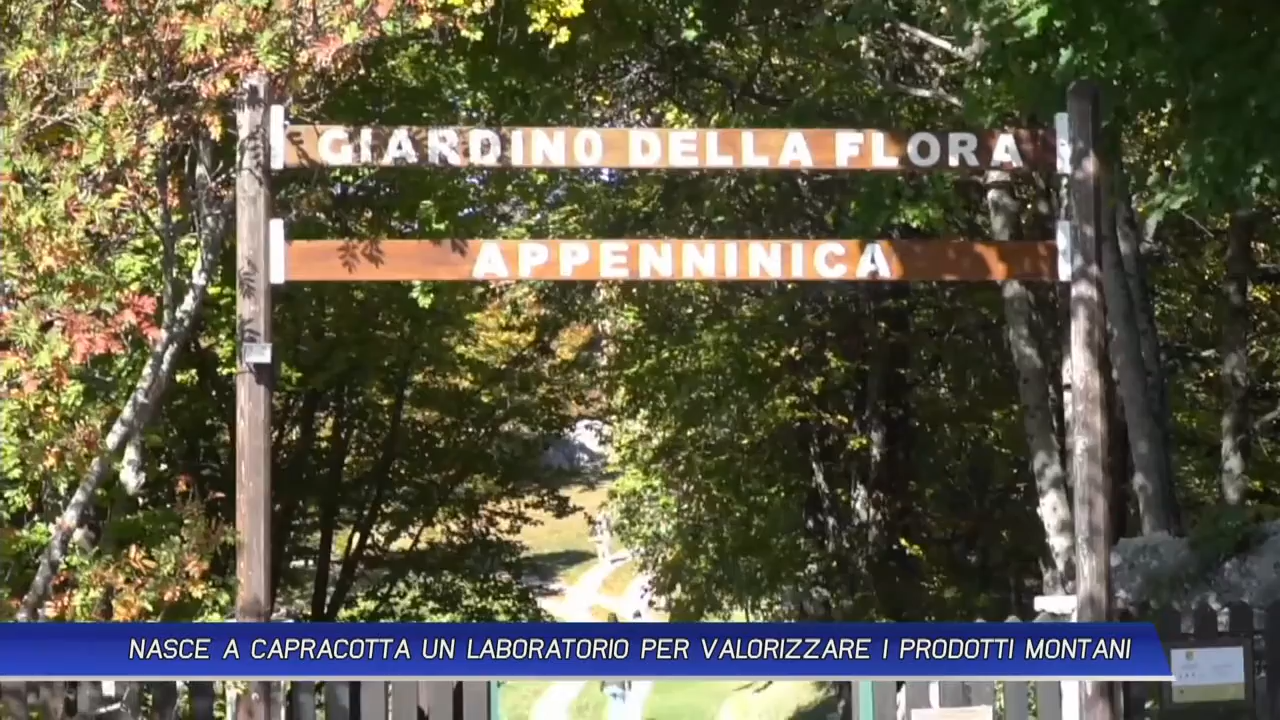 GIARDINO DELLA FLORA
APPENNINICA
NASCE A CAPRACOTTA UN LABORATORIO PER VALORIZZARE I PRODOTTI MONTANI